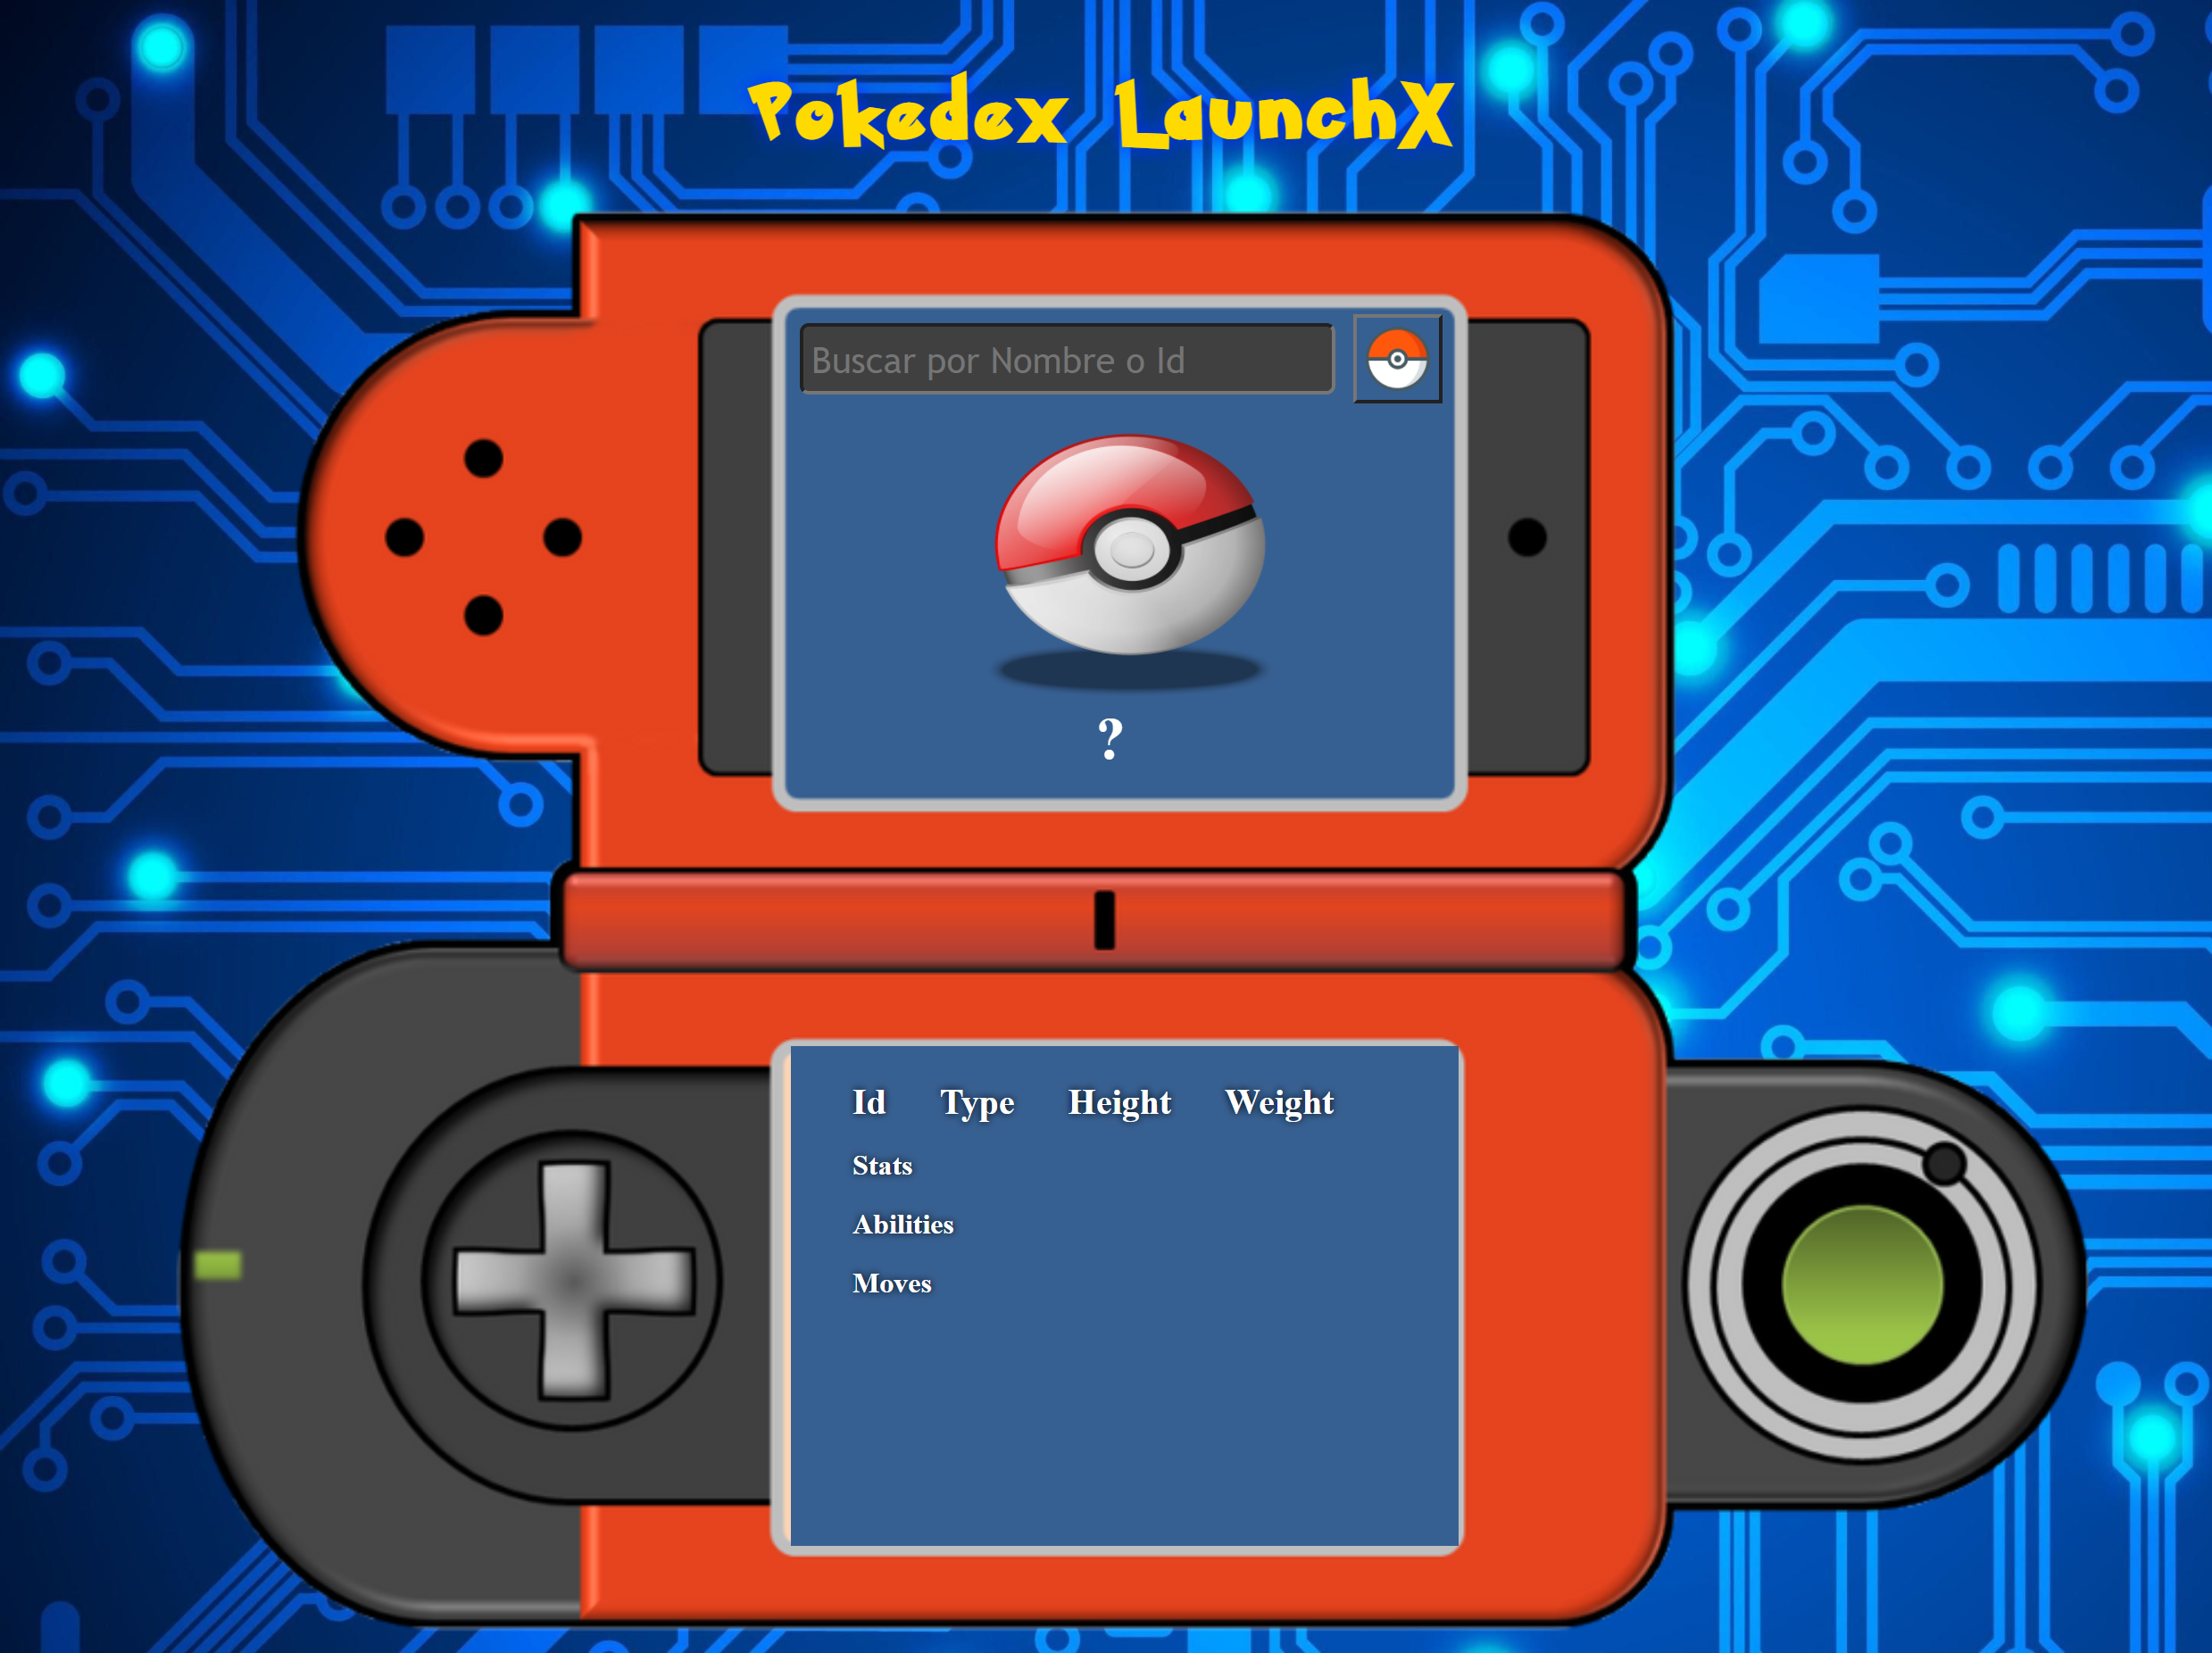 Pokedex LaunchX
Buscar por Nombre o Id
?
Id Type Height Weight
Stats
Abilities
Moves